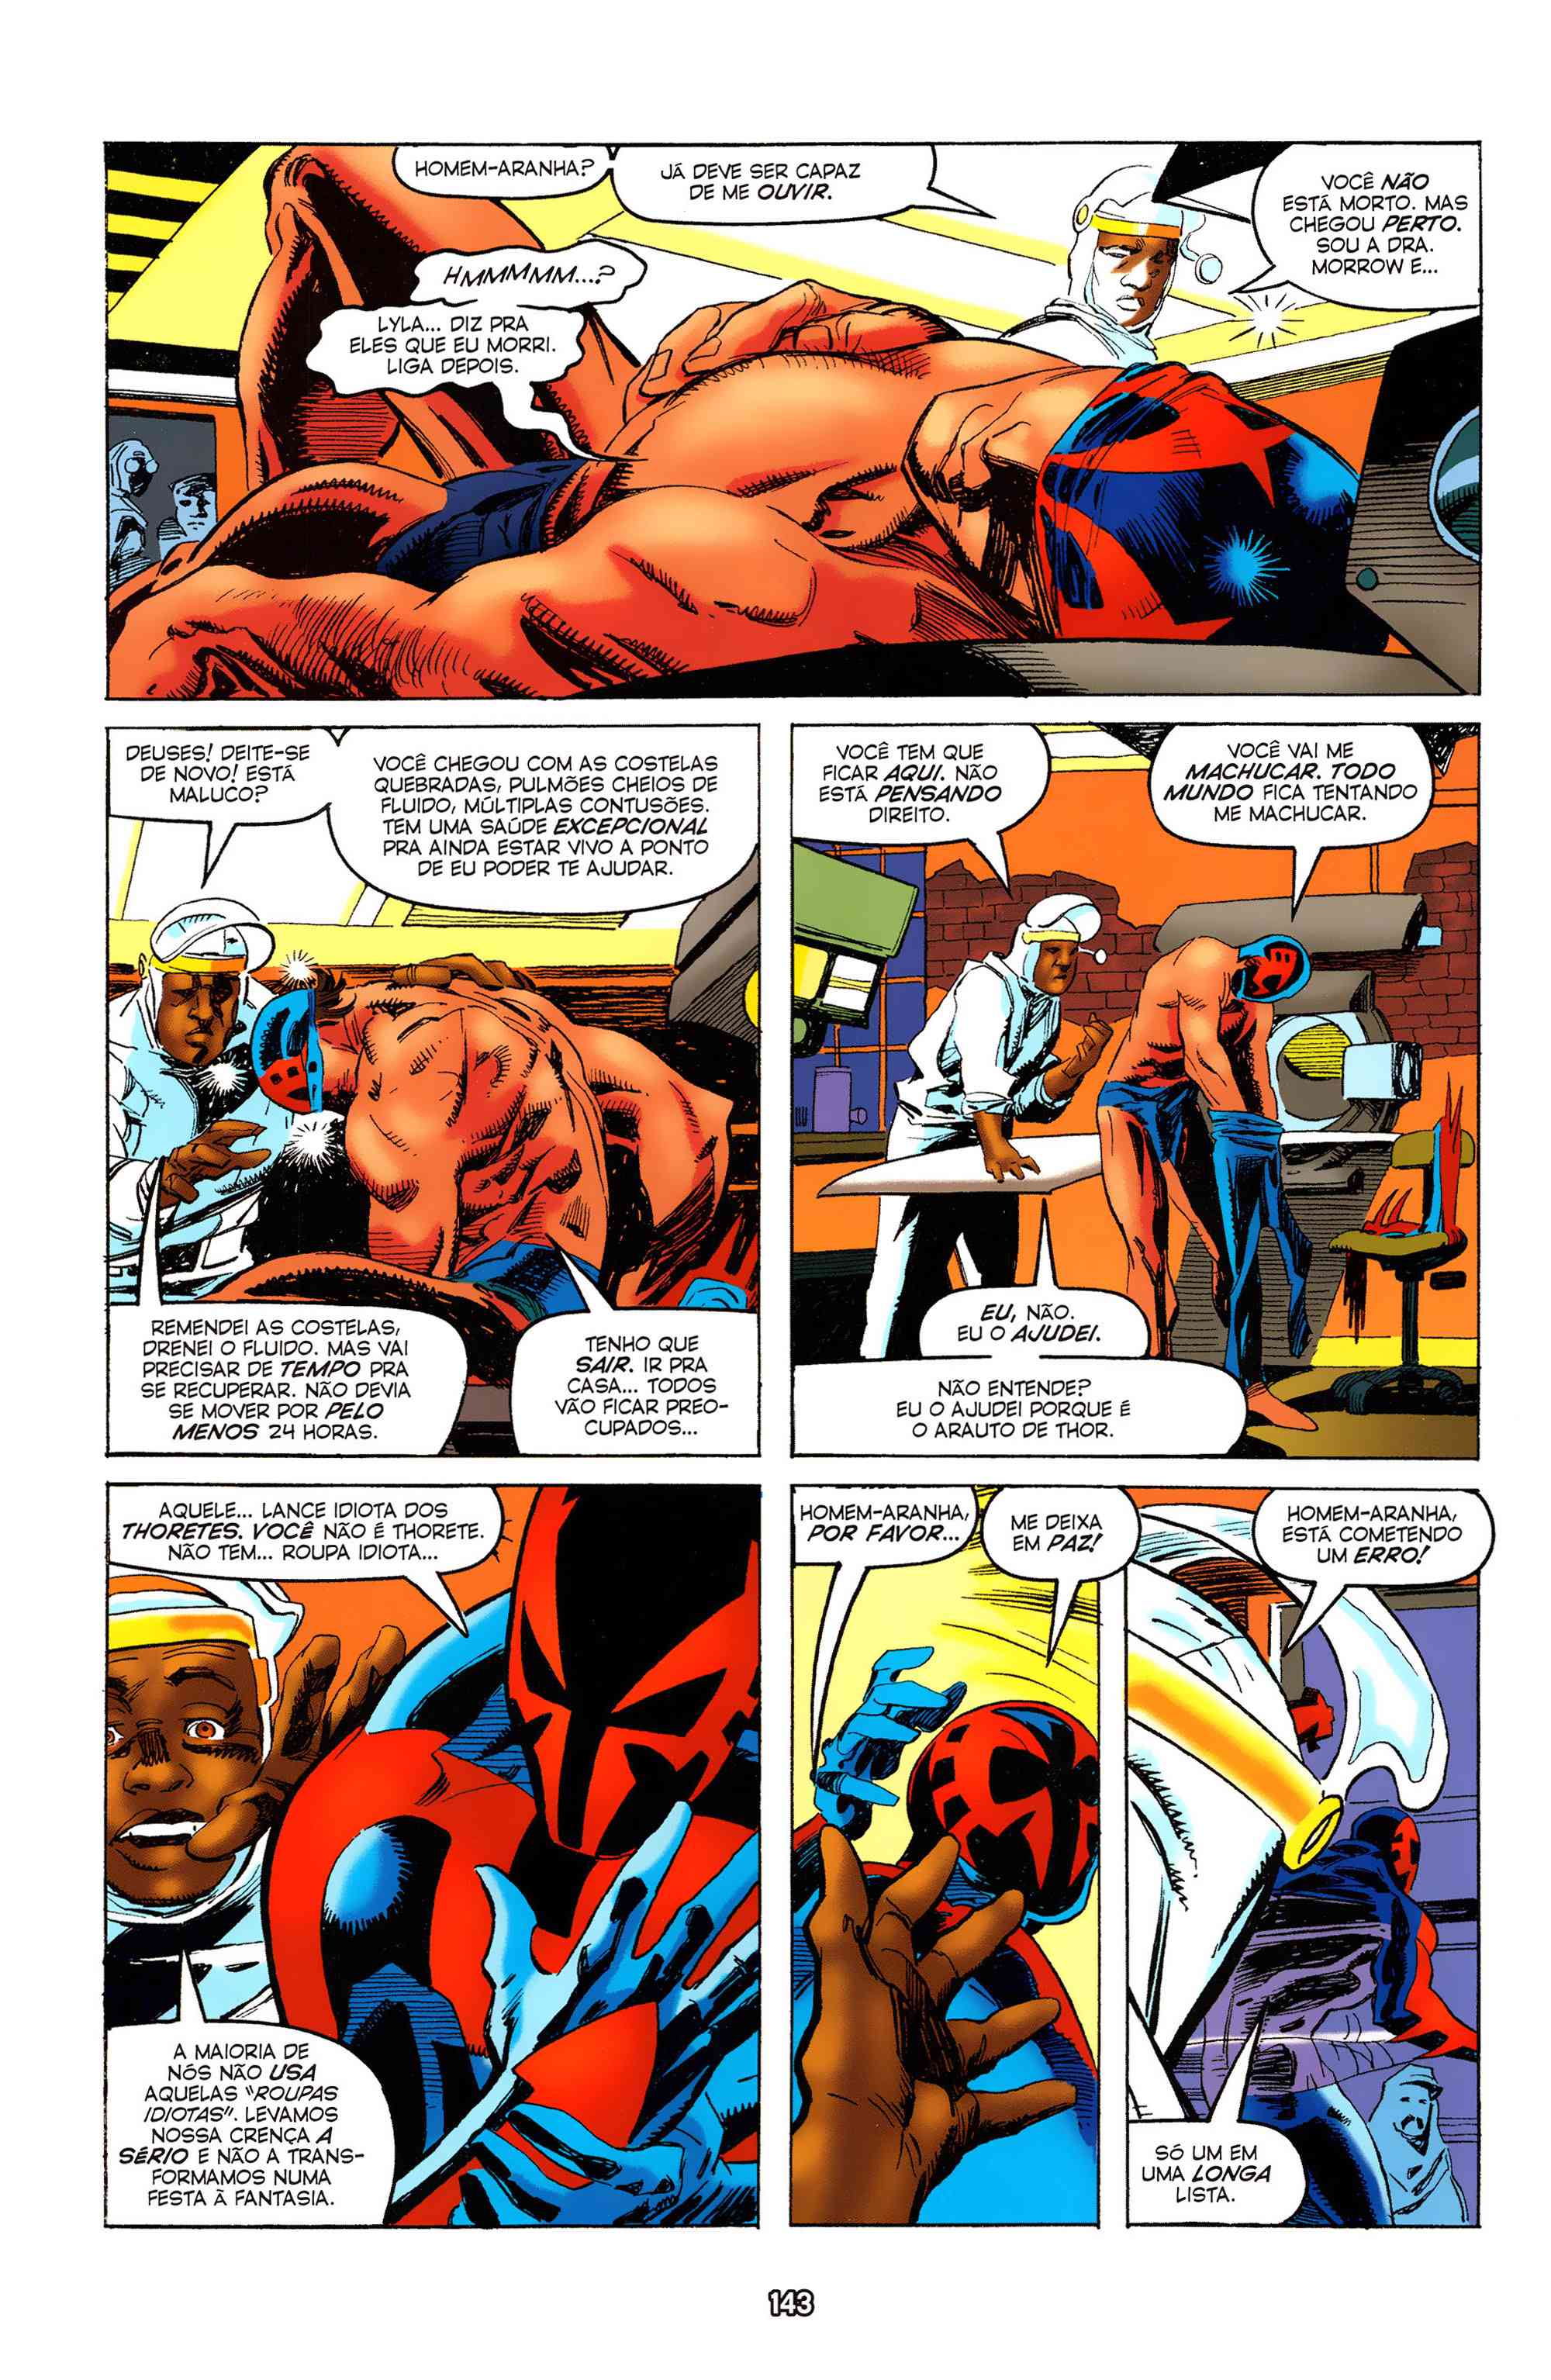 HOMEM-ARANHA?
JÁ DEVE SER CAPAZ
DE ME OUVIR.
VOCÊ NÃO
ESTÁ MORTO. MAS
CHEGOU PERTO.
SOU A DRA.
MORROW E...
HMMMMM...?
LYLA... DIZ PRA
ELES QUE EU MORRI.
LIGA DEPOIS.
DEUSES! DEITE-SE
DE NOVO! ESTÁ
MALUCO?
VOCÊ CHEGOU COM AS COSTELAS
QUEBRADAS, PULMÕES CHEIOS DE
FLUIDO, MÚLTIPLAS CONTUSÕES.
TEM UMA SAÚDE EXCEPCIONAL
PRA AINDA ESTAR VIVO A PONTO
DE EU PODER TE AJUDAR.
REMENDEI AS COSTELAS,
DRENEI O FLUIDO. MAS VAI
PRECISAR DE TEMPO PRA
SE RECUPERAR. NÃO DEVIA
SE MOVER POR PELO
MENOS 24 HORAS.
TENHO QUE
SAIR. IR PRA
CASA... TODOS
VÃO FICAR PREO-
CUPADOS...
VOCÊ TEM QUE
FICAR AQUI. NÃO
ESTÁ PENSANDO
DIREITO.
VOCÊ VAI ME
MACHUCAR. TODO
MUNDO FICA TENTANDO
ME MACHUCAR.
EU, NÃO.
EU O AJUDEI.
NÃO ENTENDE?
EU O AJUDEI PORQUE É
O ARAUTO DE THOR.
AQUELE... LANCE IDIOTA DOS
THORETES. VOCÊ NÃO É THORETE.
NÃO TEM... ROUPA IDIOTA...
A MAIORIA DE
NÓS NÃO USA
AQUELAS "ROUPAS
IDIOTAS". LEVAMOS
NOSSA CRENÇA A
SÉRIO E NÃO A TRANS-
FORMAMOS NUMA
FESTA À FANTASIA.
HOMEM-ARANHA,
POR FAVOR...
ME DEIXA
EM PAZ!
HOMEM-ARANHA,
ESTÁ COMETENDO
UM ERRO!
SÓ UM EM
UMA LONGA
LISTA.
143